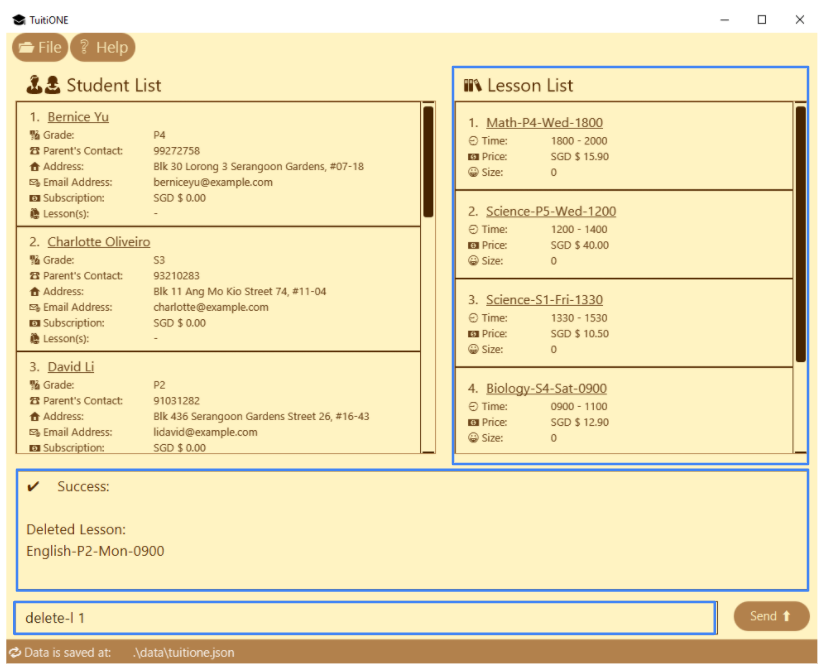 TuitiONE
File Help
Student List
1. Bernice Yu
Grade: P4
Parent's Contact: 99272758
Address: Blk 30 Lorong 3 Serangoon Gardens, #07-18
Email Address: berniceyu@example.com
Subscription: SGD $ 0.00
Lesson(s): -
2. Charlotte Oliveiro
Grade: S3
Parent's Contact: 93210283
Address: Blk 11 Ang Mo Kio Street 74, #11-04
Email Address: charlotte@example.com
Subscription: SGD $ 0.00
Lesson(s): -
3. David Li
Grade: P2
Parent's Contact: 91031282
Address: Blk 436 Serangoon Gardens Street 26, #16-43
Email Address: lidavid@example.com
Subscription: SGD $ 0.00
Lesson List
1. Math-P4-Wed-1800
Time: 1800 - 2000
Price: SGD $ 15.90
Size: 0
2. Science-P5-Wed-1200
Time: 1200 - 1400
Price: SGD $ 40.00
Size: 0
3. Science-S1-Fri-1330
Time: 1330 - 1530
Price: SGD $ 10.50
Size: 0
4. Biology-S4-Sat-0900
Time: 0900 - 1100
Price: SGD $ 12.90
Size: 0
✔ Success:
Deleted Lesson:
English-P2-Mon-0900
delete-l 1
Send
Data is saved at: .\data\tuitione.json